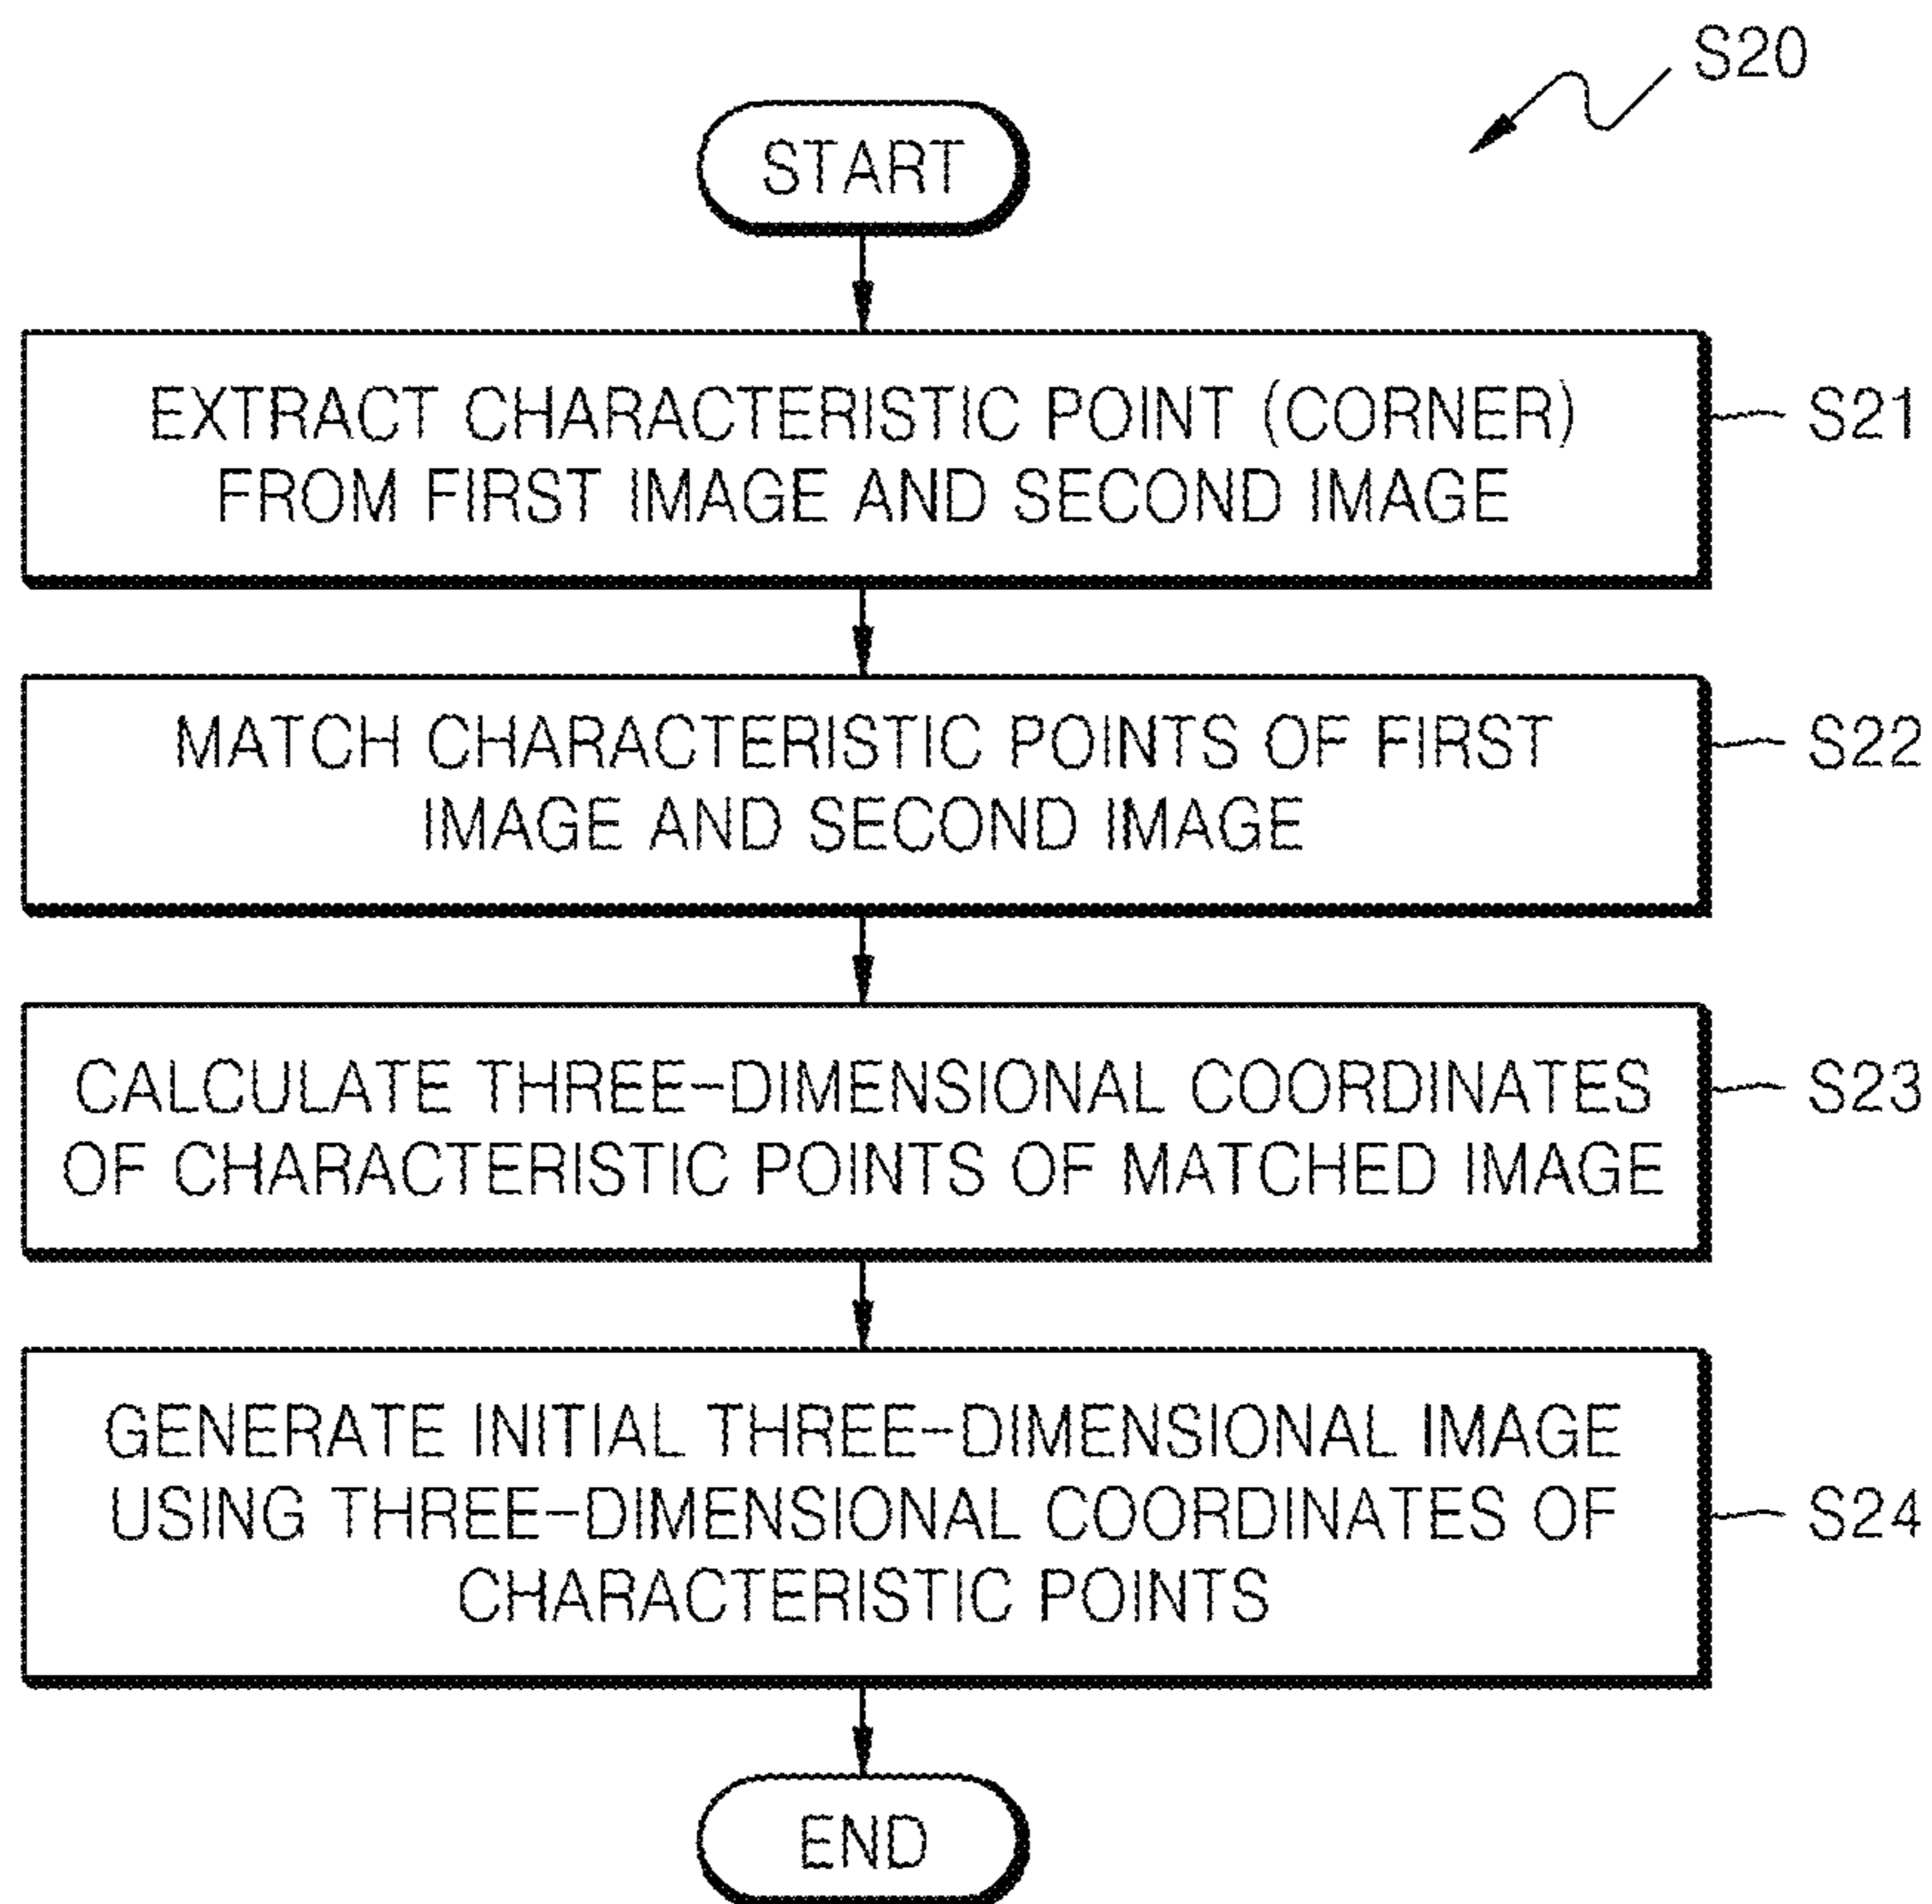 S20
START
EXTRACT CHARACTERISTIC POINT (CORNER)
FROM FIRST IMAGE AND SECOND IMAGE
S21
MATCH CHARACTERISTIC POINTS OF FIRST
IMAGE AND SECOND IMAGE
S22
CALCULATE THREE-DIMENSIONAL COORDINATES
OF CHARACTERISTIC POINTS OF MATCHED IMAGE
S23
GENERATE INITIAL THREE-DIMENSIONAL IMAGE
USING THREE-DIMENSIONAL COORDINATES OF
CHARACTERISTIC POINTS
S24
END